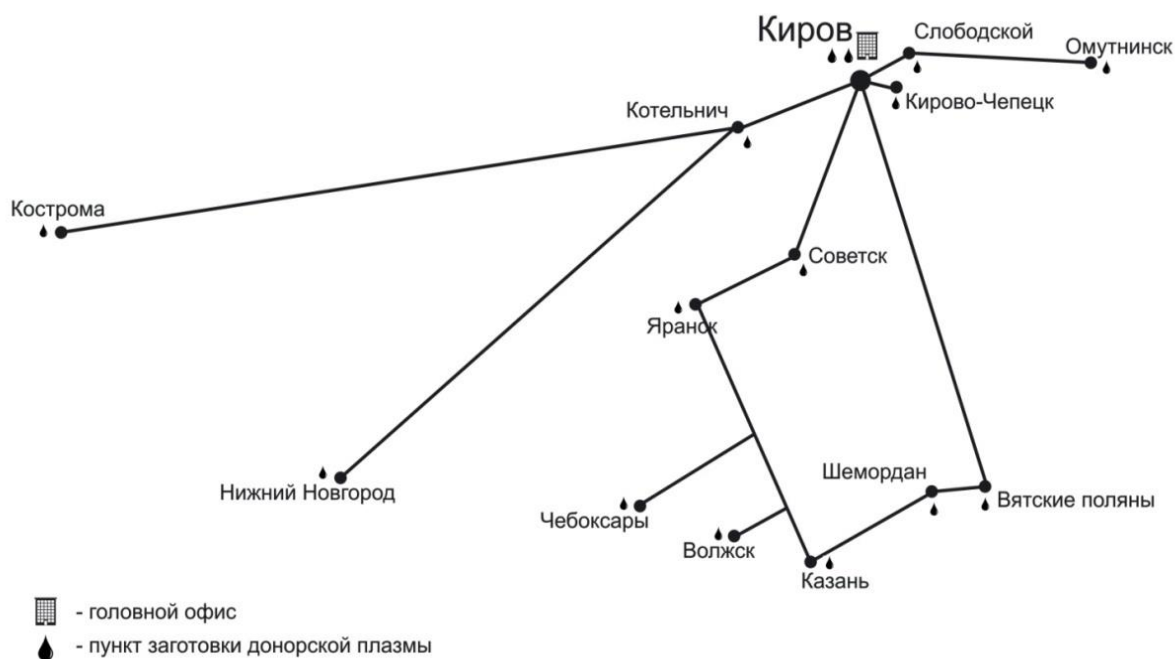 Киров
Слободской
Омутнинск
Кирово-Чепецк
Котельнич
Кострома
Советск
Яранск
Шемордан
Нижний Новгород
Вятские поляны
Чебоксары
Волжск
Казань
- головной офис
- пункт заготовки донорской плазмы